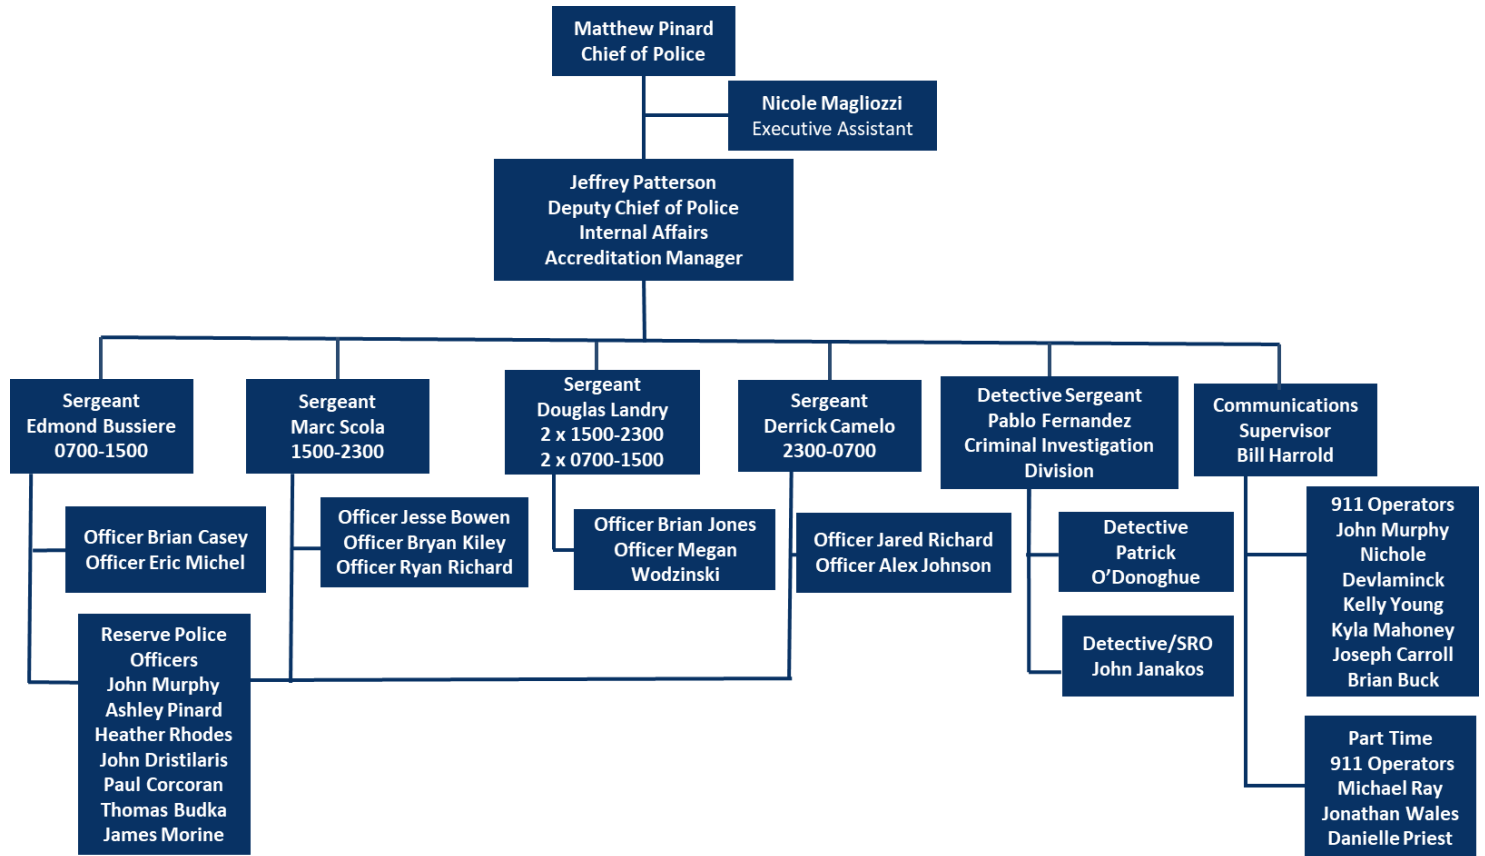 Matthew Pinard
Chief of Police
Nicole Magliozzi
Executive Assistant
Jeffrey Patterson
Deputy Chief of Police
Internal Affairs
Accreditation Manager
Sergeant
Edmond Bussiere
0700-1500
Sergeant
Marc Scola
1500-2300
Sergeant
Douglas Landry
2 x 1500-2300
2 x 0700-1500
Sergeant
Derrick Camelo
2300-0700
Detective Sergeant
Pablo Fernandez
Criminal Investigation
Division
Communications
Supervisor
Bill Harrold
Officer Brian Casey
Officer Eric Michel
Officer Jesse Bowen
Officer Bryan Kiley
Officer Ryan Richard
Officer Brian Jones
Officer Megan
Wodzinski
Officer Jared Richard
Officer Alex Johnson
Detective
Patrick
O’Donoghue
911 Operators
John Murphy
Nichole
Devlaminck
Kelly Young
Kyla Mahoney
Joseph Carroll
Brian Buck
Reserve Police
Officers
John Murphy
Ashley Pinard
Heather Rhodes
John Dristilaris
Paul Corcoran
Thomas Budka
James Morine
Detective/SRO
John Janakos
Part Time
911 Operators
Michael Ray
Jonathan Wales
Danielle Priest